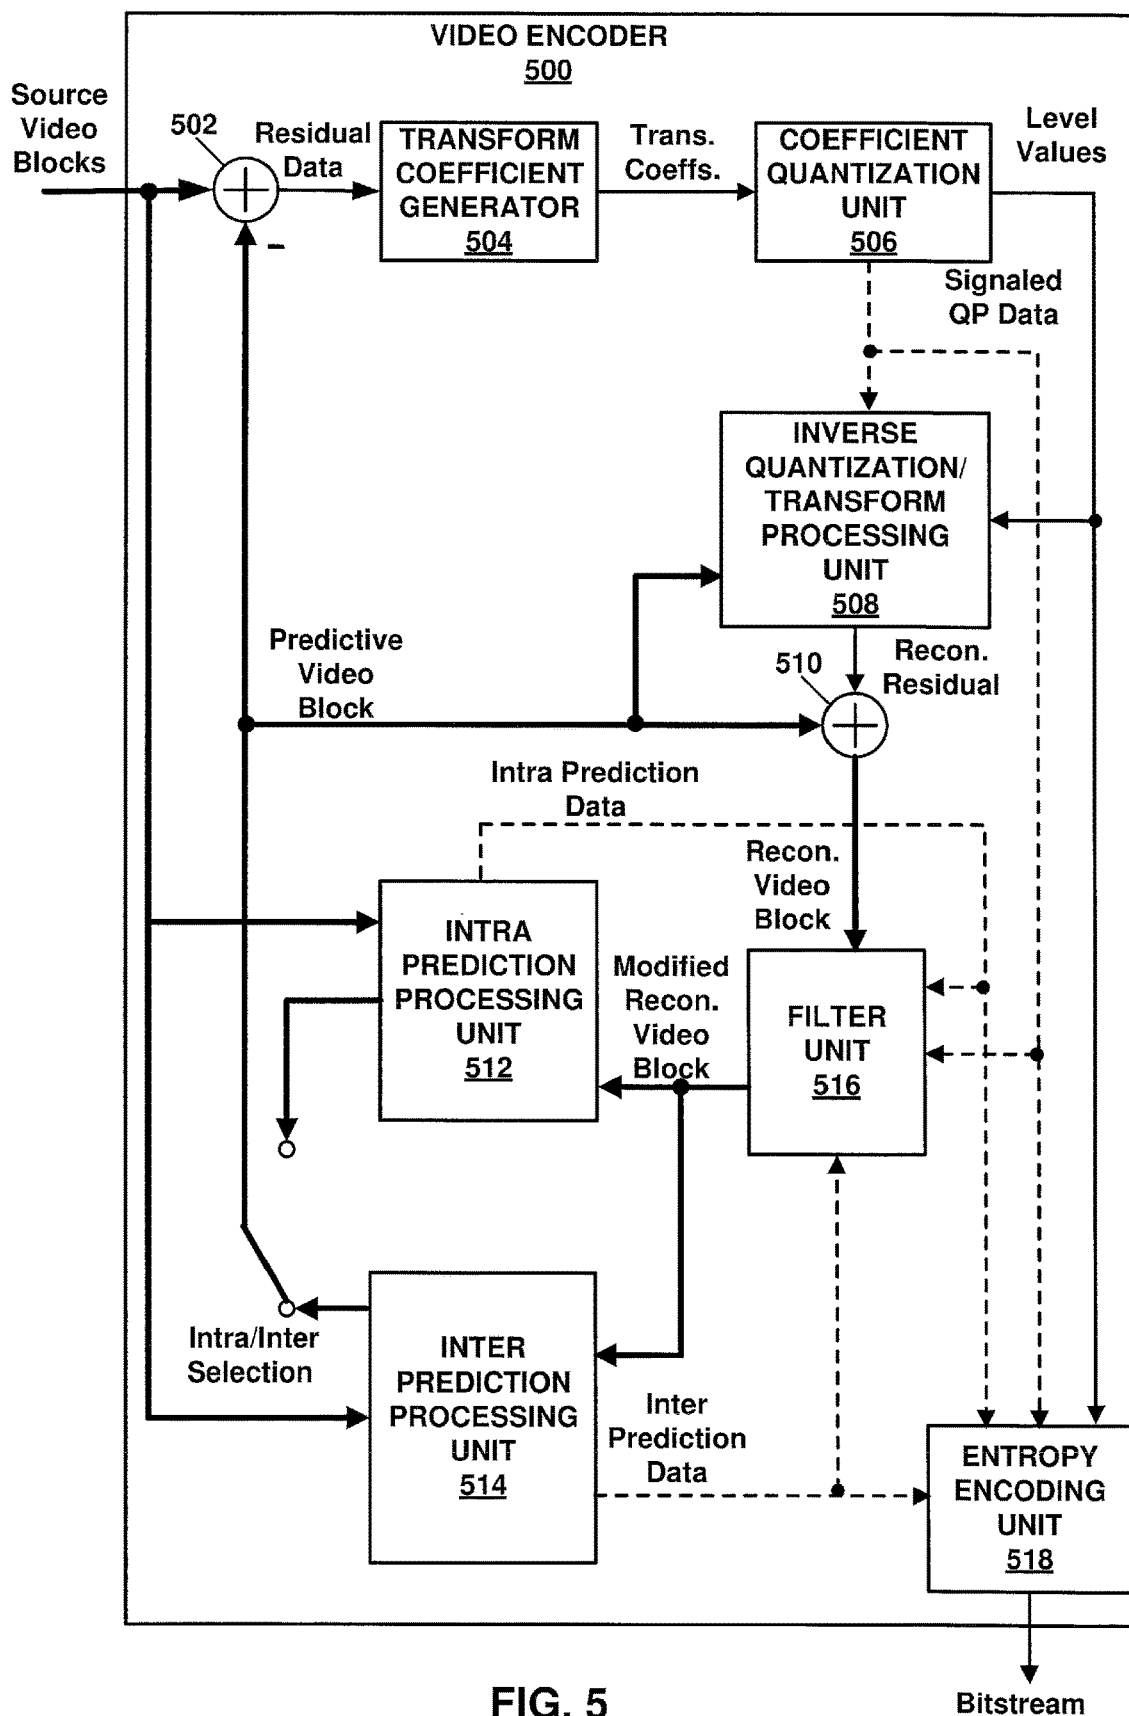 VIDEO ENCODER
500
Source
Video
Blocks
502
Residual
Data
TRANSFORM
COEFFICIENT
GENERATOR
504
Trans.
Coeffs.
COEFFICIENT
QUANTIZATION
UNIT
506
Level
Values
-
Signaled
QP Data
INVERSE
QUANTIZATION/
TRANSFORM
PROCESSING
UNIT
508
Predictive
Video
Block
510
Recon.
Residual
Intra Prediction
Data
Recon.
Video
Block
INTRA
PREDICTION
PROCESSING
UNIT
512
Modified
Recon.
Video
Block
FILTER
UNIT
516
Intra/Inter
Selection
INTER
PREDICTION
PROCESSING
UNIT
514
Inter
Prediction
Data
ENTROPY
ENCODING
UNIT
518
FIG. 5
Bitstream